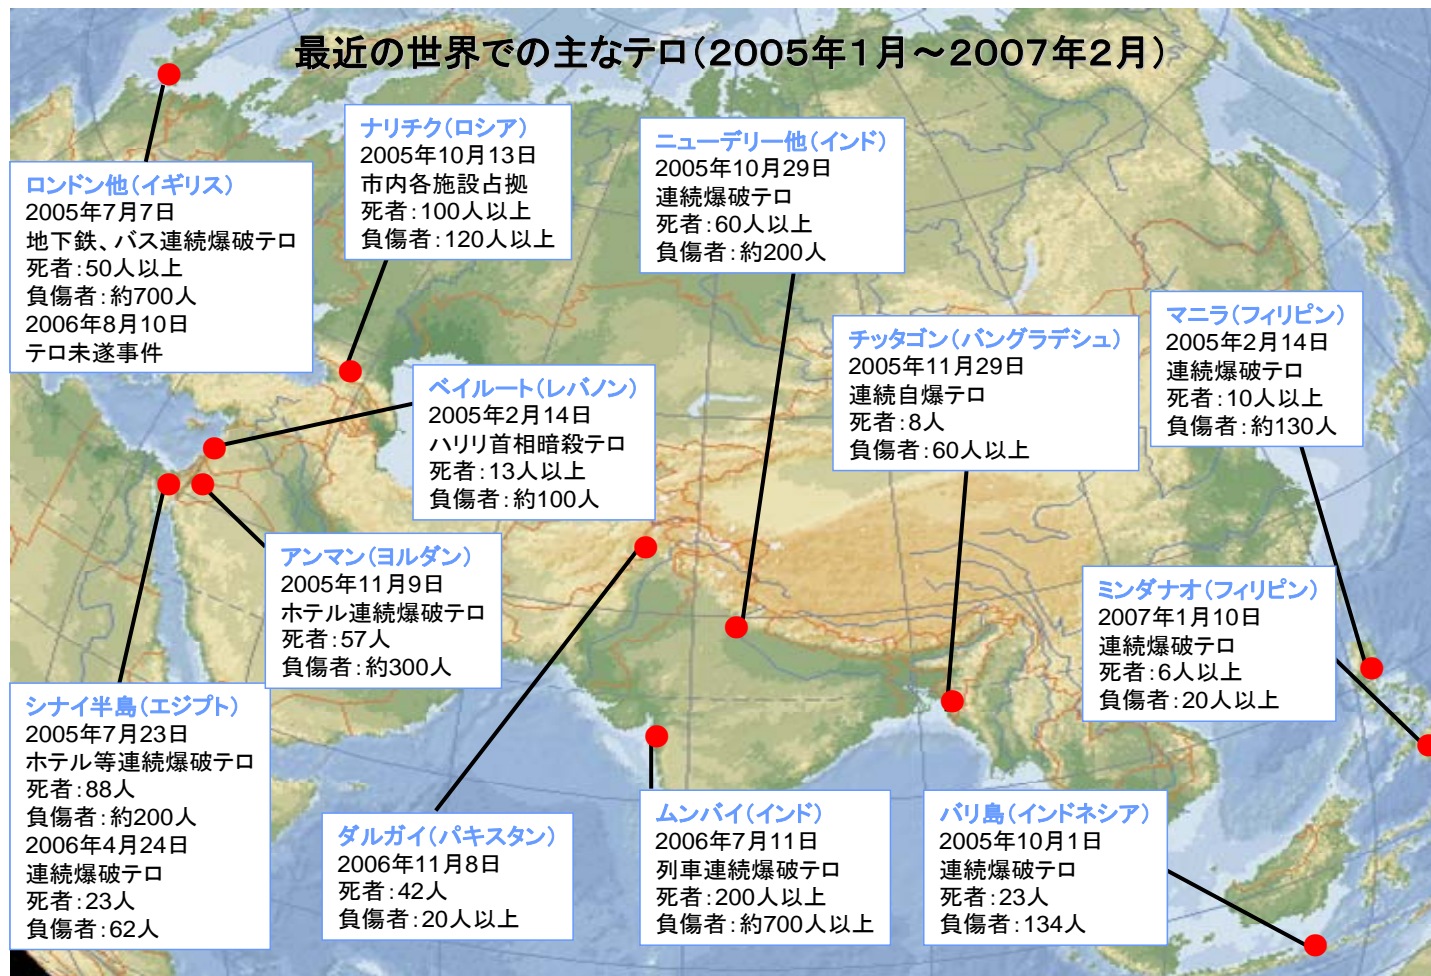 最近の世界での主なテロ(2005年1月～2007年2月)
ロンドン他(イギリス)
2005年7月7日
地下鉄、バス連続爆破テロ
死者：50人以上
負傷者：約700人
2006年8月10日
テロ未遂事件
ナリチク(ロシア)
2005年10月13日
市内各施設占拠
死者：100人以上
負傷者：120人以上
ニューデリー他(インド)
2005年10月29日
連続爆破テロ
死者：60人以上
負傷者：約200人
マニラ(フィリピン)
2005年2月14日
連続爆破テロ
死者：10人以上
負傷者：約130人
チッタゴン(バングラデシュ)
2005年11月29日
連続自爆テロ
死者：8人
負傷者：60人以上
ベイルート(レバノン)
2005年2月14日
ハリリ首相暗殺テロ
死者：13人以上
負傷者：約100人
アンマン(ヨルダン)
2005年11月9日
ホテル連続爆破テロ
死者：57人
負傷者：約300人
ミンダナオ(フィリピン)
2007年1月10日
連続爆破テロ
死者：6人以上
負傷者：20人以上
シナイ半島(エジプト)
2005年7月23日
ホテル等連続爆破テロ
死者：88人
負傷者：約200人
2006年4月24日
連続爆破テロ
死者：23人
負傷者：62人
ダルガイ(パキスタン)
2006年11月8日
死者：42人
負傷者：20人以上
ムンバイ(インド)
2006年7月11日
列車連続爆破テロ
死者：200人以上
負傷者：約700人以上
バリ島(インドネシア)
2005年10月1日
連続爆破テロ
死者：23人
負傷者：134人